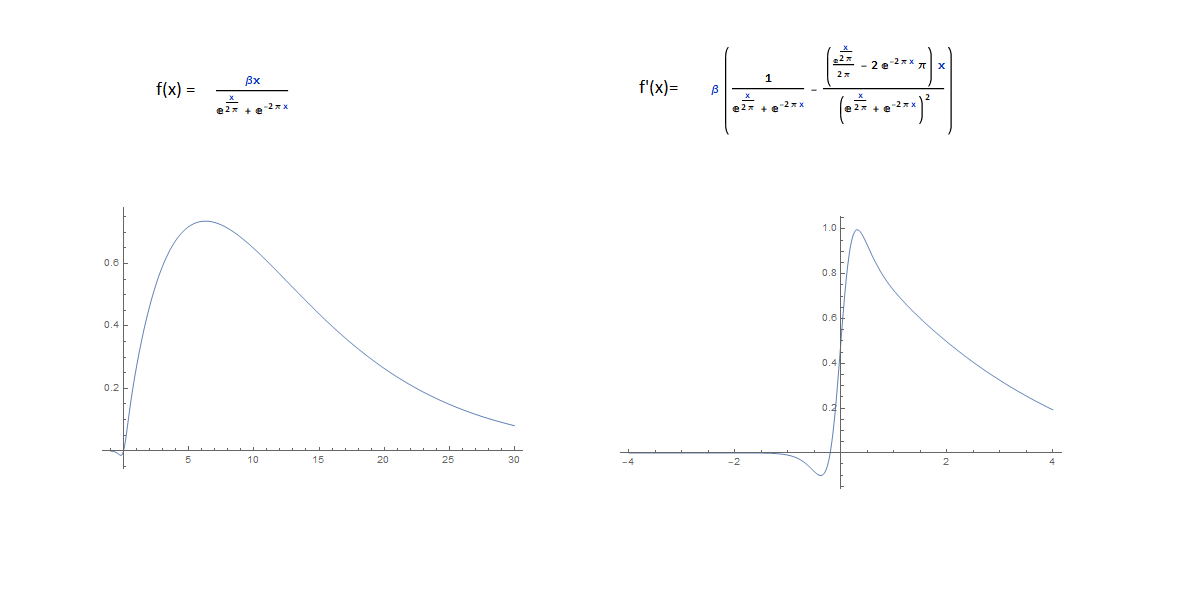 f(x) = βx / (e^(x/(2π)) + e^(-2πx))
f'(x)= β ( 1 / (e^(x/(2π)) + e^(-2πx)) − ( e^(x/(2π)) / (2π) − 2 e^(-2πx) π ) x / (e^(x/(2π)) + e^(-2πx))^2 )
0.6
0.4
0.2
5 10 15 20 25 30
1.0
0.8
0.6
0.4
0.2
−4 −2 2 4